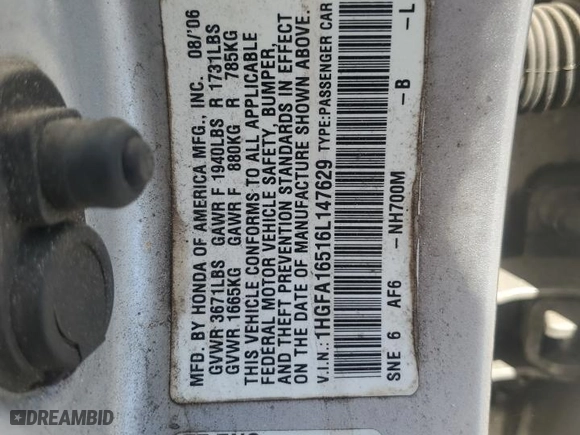 MFD. BY HONDA OF AMERICA MFG., INC. 08/'06
GVWR 3671LBS GAWR F 1940LBS R 1731LBS
GVWR 1665KG GAWR F 880KG R 785KG
THIS VEHICLE CONFORMS TO ALL APPLICABLE
FEDERAL MOTOR VEHICLE SAFETY, BUMPER,
AND THEFT PREVENTION STANDARDS IN EFFECT
ON THE DATE OF MANUFACTURE SHOWN ABOVE.
V.I.N.: 1HGFA16516L147629 TYPE:PASSENGER CAR
SNE 6 AF6 -NH700M -B -L
DREAMBID